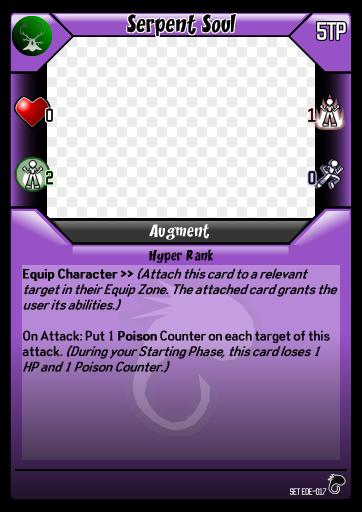 Serpent Soul
5TP
0
1
2
0
Augment
Hyper Rank
Equip Character >> (Attach this card to a relevant
target in their Equip Zone. The attached card grants the
user its abilities.)
On Attack: Put 1 Poison Counter on each target of this
attack. (During your Starting Phase, this card loses 1
HP and 1 Poison Counter.)
SET EOE-017